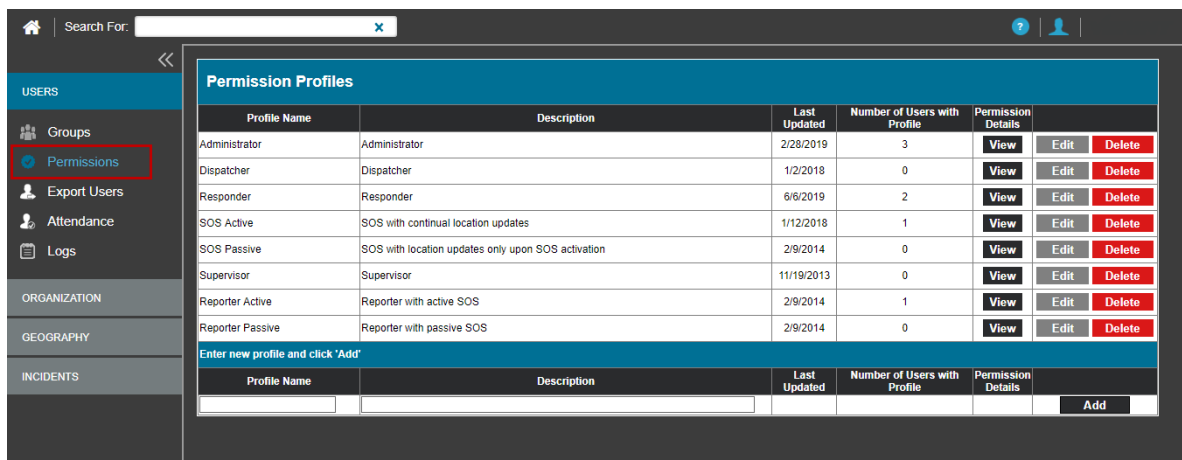 Search For:
USERS
Groups
Permissions
Export Users
Attendance
Logs
ORGANIZATION
GEOGRAPHY
INCIDENTS
Permission Profiles
Profile Name Description Last Updated Number of Users with Profile Permission Details
Administrator Administrator 2/28/2019 3 View Edit Delete
Dispatcher Dispatcher 1/2/2018 0 View Edit Delete
Responder Responder 6/6/2019 2 View Edit Delete
SOS Active SOS with continual location updates 1/12/2018 1 View Edit Delete
SOS Passive SOS with location updates only upon SOS activation 2/9/2014 0 View Edit Delete
Supervisor Supervisor 11/19/2013 0 View Edit Delete
Reporter Active Reporter with active SOS 2/9/2014 1 View Edit Delete
Reporter Passive Reporter with passive SOS 2/9/2014 0 View Edit Delete
Enter new profile and click 'Add'
Profile Name Description Last Updated Number of Users with Profile Permission Details
Add